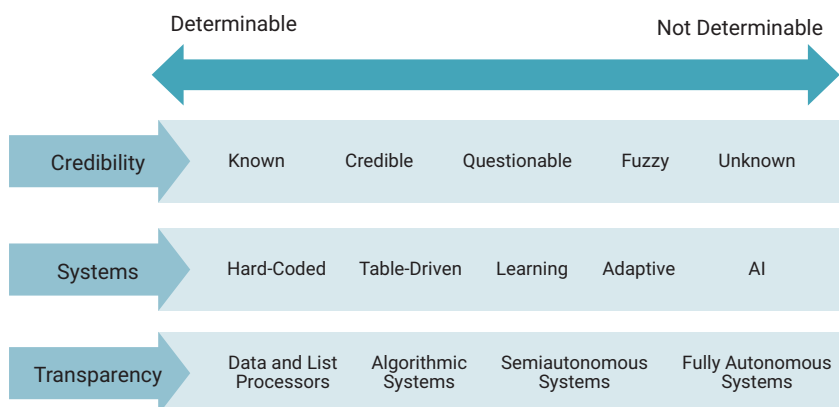 Determinable
Not Determinable
Credibility
Known
Credible
Questionable
Fuzzy
Unknown
Systems
Hard-Coded
Table-Driven
Learning
Adaptive
AI
Transparency
Data and List
Processors
Algorithmic
Systems
Semiautonomous
Systems
Fully Autonomous
Systems